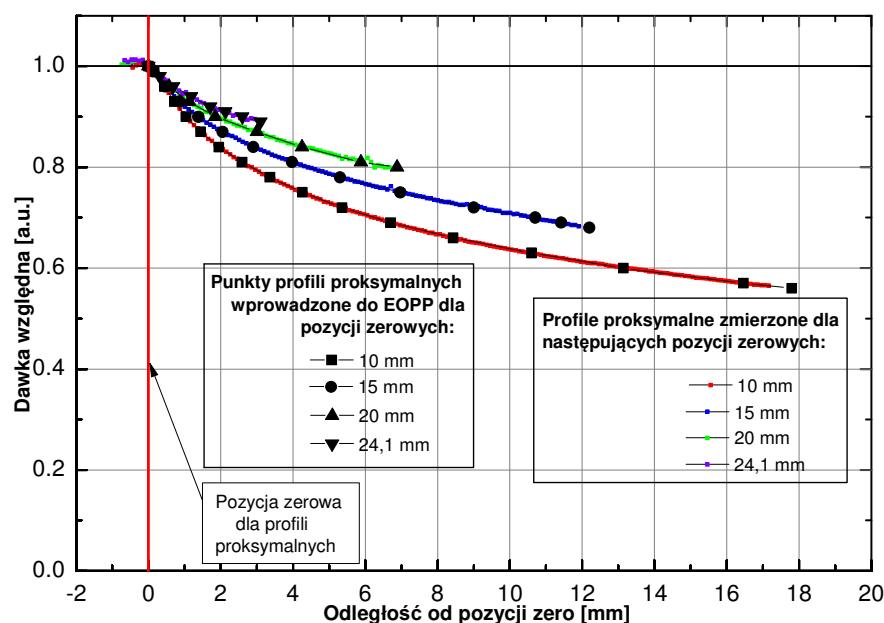 1.0
0.8
0.6
0.4
0.2
0.0
-2 0 2 4 6 8 10 12 14 16 18 20
Dawka względna [a.u.]
Odległość od pozycji zero [mm]
Punkty profili proksymalnych
wprowadzone do EOPP dla
pozycji zerowych:
10 mm
15 mm
20 mm
24,1 mm
Profile proksymalne zmierzone dla
następujących pozycji zerowych:
10 mm
15 mm
20 mm
24,1 mm
Pozycja zerowa
dla profili
proksymalnych